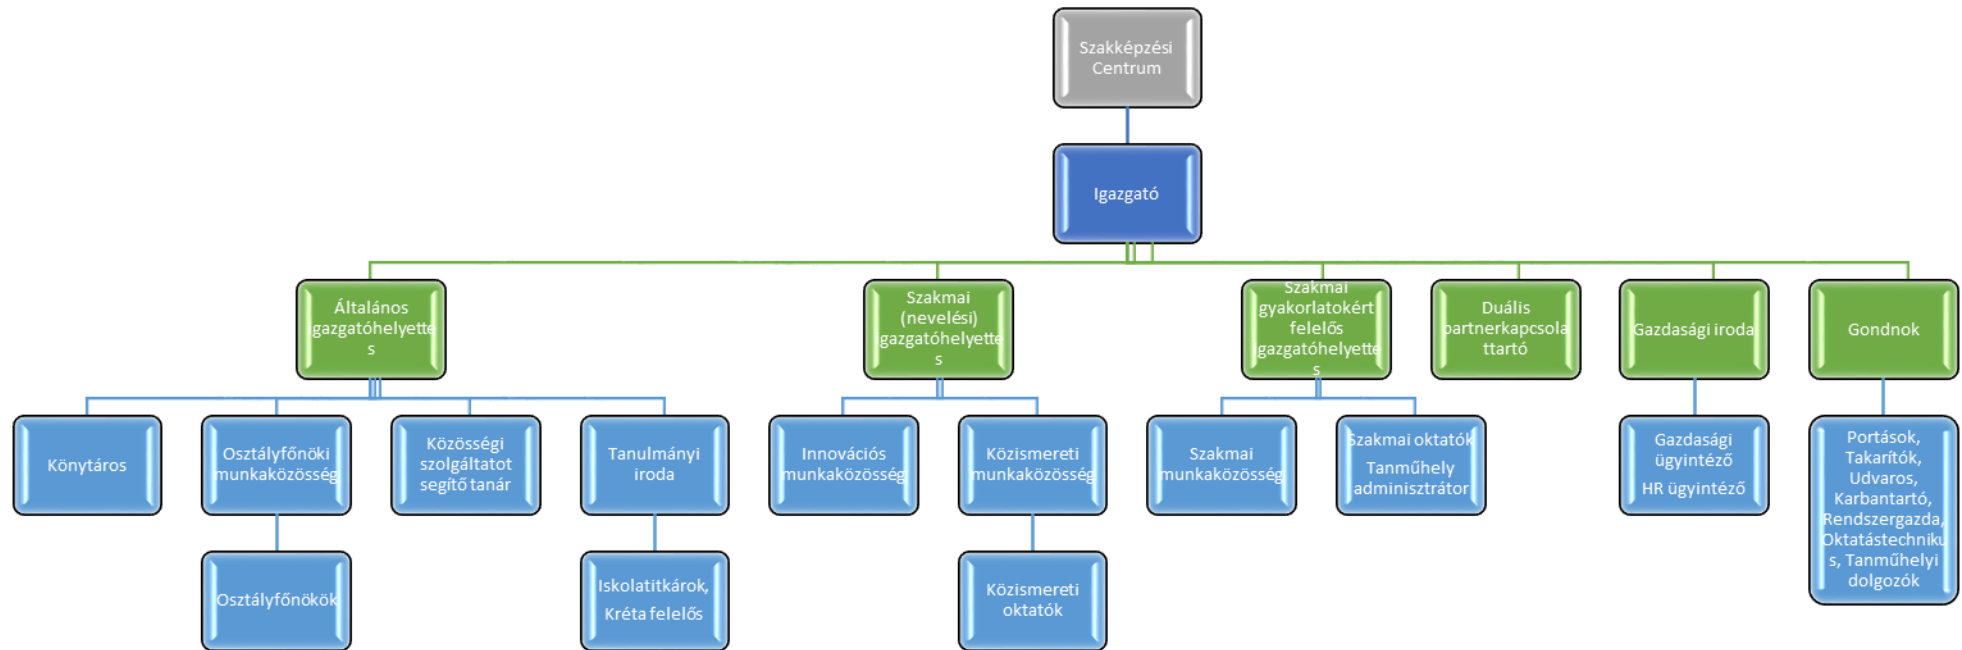 Szakképzési
Centrum
Igazgató
Általános
igazgatóhelyette
s
Szakmai
(nevelési)
igazgatóhelyette
s
Szakmai
gyakorlatokért
felelős
igazgatóhelyette
s
Duális
partnerkapcsola
ttartó
Gazdasági iroda
Gondnok
Könytáros
Osztályfőnöki
munkaközösség
Közösségi
szolgáltatot
segítő tanár
Tanulmányi
iroda
Innovációs
munkaközösség
Közismereti
munkaközösség
Szakmai
munkaközösség
Szakmai oktatók
Tanműhely
adminisztrátor
Gazdasági
ügyintéző
HR ügyintéző
Portások,
Takarítók,
Udvaros,
Karbantartó,
Rendszergazda,
Oktatástechniku
s, Tanműhelyi
dolgozók
Osztályfőnökök
Iskolatitkárok,
Kréta felelős
Közismereti
oktatók